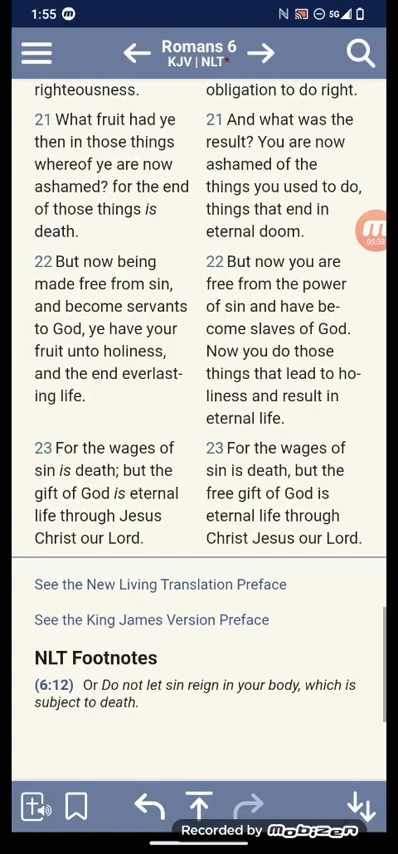 1:55
5G
Romans 6
KJV | NLT*
righteousness.
21 What fruit had ye
then in those things
whereof ye are now
ashamed? for the end
of those things is
death.
22 But now being
made free from sin,
and become servants
to God, ye have your
fruit unto holiness,
and the end everlast-
ing life.
23 For the wages of
sin is death; but the
gift of God is eternal
life through Jesus
Christ our Lord.
obligation to do right.
21 And what was the
result? You are now
ashamed of the
things you used to do,
things that end in
eternal doom.
22 But now you are
free from the power
of sin and have be-
come slaves of God.
Now you do those
things that lead to ho-
liness and result in
eternal life.
23 For the wages of
sin is death, but the
free gift of God is
eternal life through
Christ Jesus our Lord.
See the New Living Translation Preface
See the King James Version Preface
NLT Footnotes
(6:12) Or Do not let sin reign in your body, which is
subject to death.
Recorded by mobizen